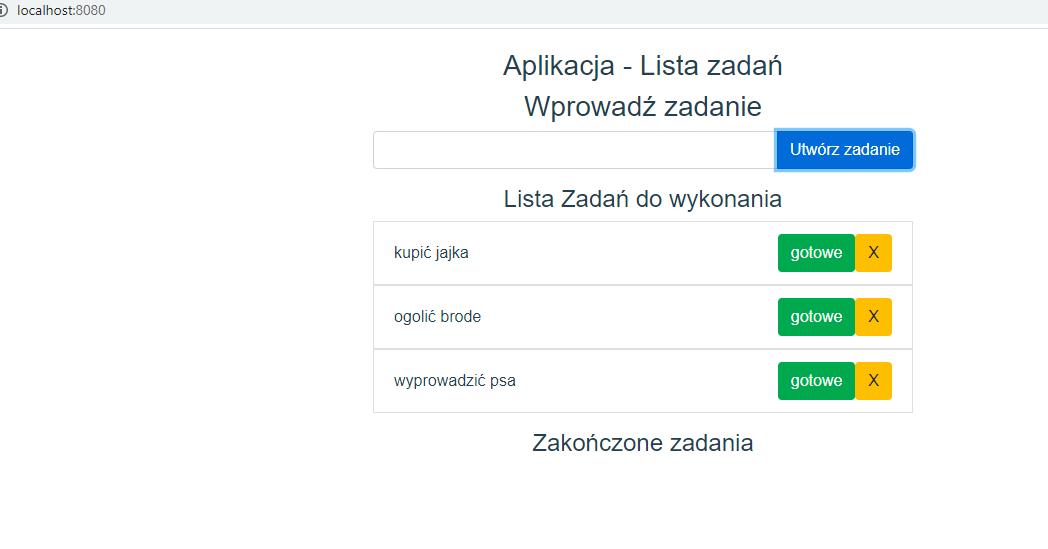 localhost:8080
Aplikacja - Lista zadań
Wprowadź zadanie
Utwórz zadanie
Lista Zadań do wykonania
kupić jajka gotowe X
ogolić brode gotowe X
wyprowadzić psa gotowe X
Zakończone zadania